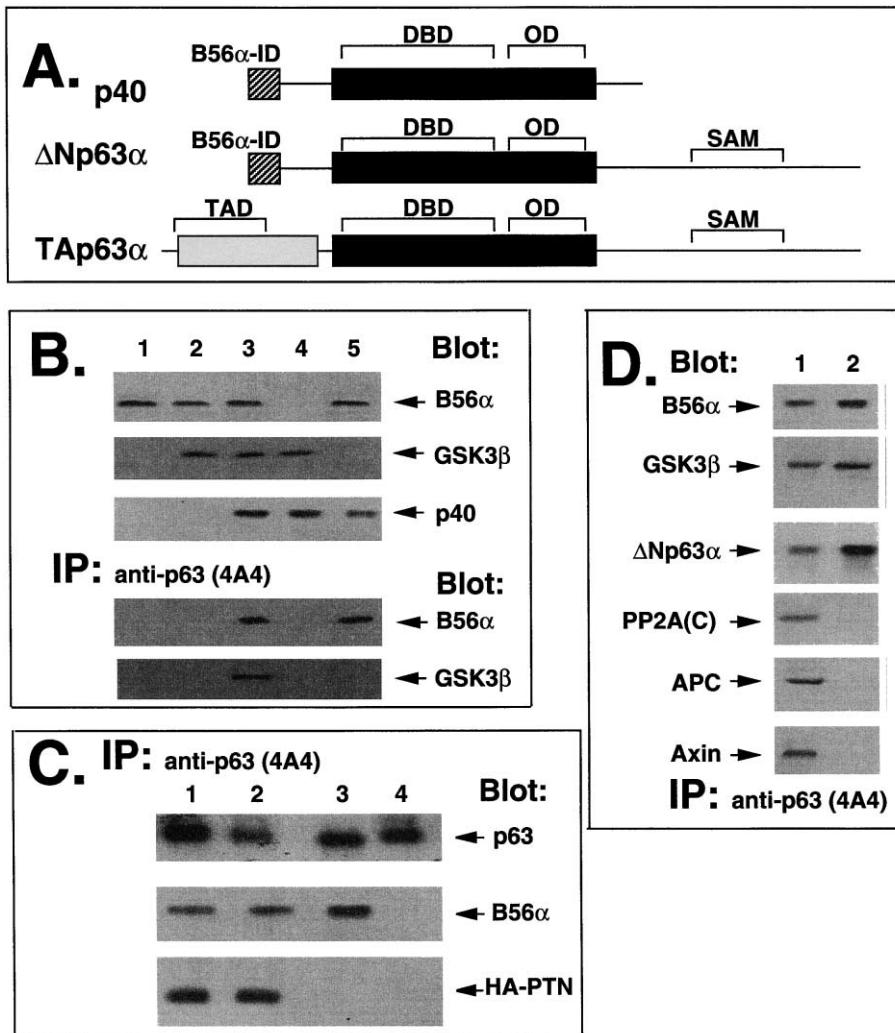 A.
DBD OD
B56α-ID
p40
DBD OD
B56α-ID SAM
ΔNp63α
TAD DBD OD SAM
TAp63α
B.
1 2 3 4 5 Blot:
B56α
GSK3β
p40
IP: anti-p63 (4A4)
Blot:
B56α
GSK3β
C. IP: anti-p63 (4A4)
1 2 3 4 Blot:
p63
B56α
HA-PTN
D. Blot: 1 2
B56α
GSK3β
ΔNp63α
PP2A(C)
APC
Axin
IP: anti-p63 (4A4)